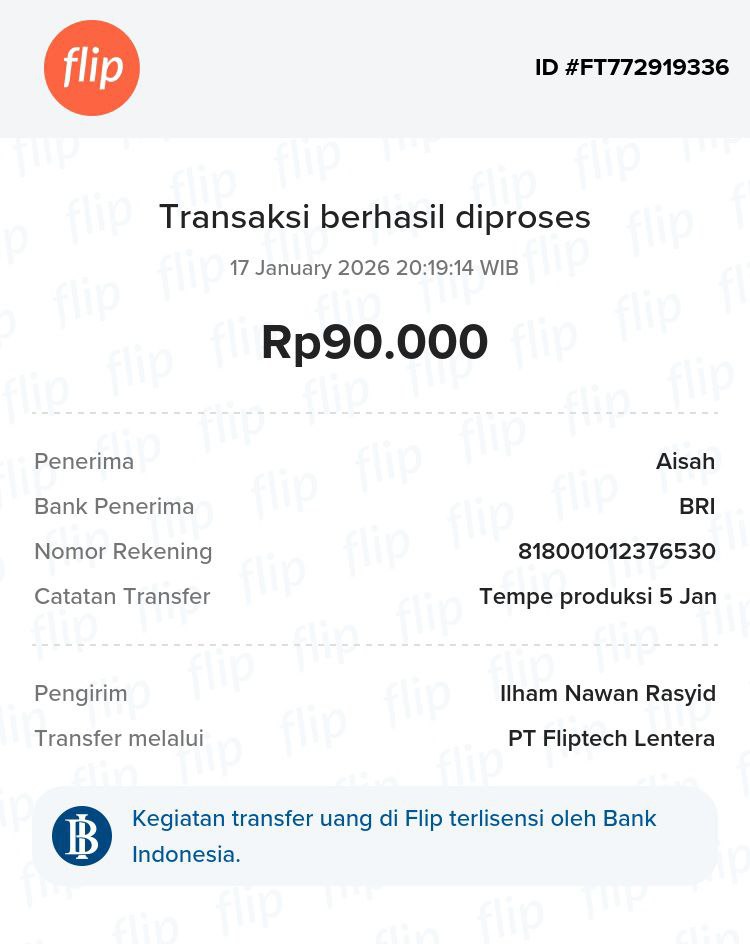 flip
ID #FT772919336
Transaksi berhasil diproses
17 January 2026 20:19:14 WIB
Rp90.000
Penerima Aisah
Bank Penerima BRI
Nomor Rekening 818001012376530
Catatan Transfer Tempe produksi 5 Jan
Pengirim Ilham Nawan Rasyid
Transfer melalui PT Fliptech Lentera
Kegiatan transfer uang di Flip terlisensi oleh Bank
Indonesia.